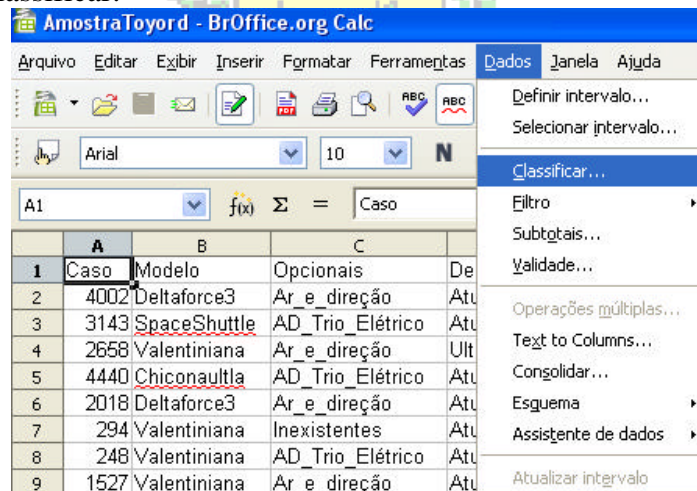 AmostraToyord - BrOffice.org Calc
Arquivo Editar Exibir Inserir Formatar Ferramentas Dados Janela Ajuda
Definir intervalo...
Selecionar intervalo...
Classificar...
Filtro
Subtotais...
Validade...
Operações múltiplas...
Text to Columns...
Consolidar...
Esquema
Assistente de dados
Atualizar intervalo
PDF ABC ABC
Arial 10 N
A1 f(x) Σ = Caso
A B C
1 Caso Modelo Opcionais De
2 4002 Deltaforce3 Ar_e_direção Atu
3 3143 SpaceShuttle AD_Trio_Elétrico Atu
4 2658 Valentiniana Ar_e_direção Ult
5 4440 Chiconaultla AD_Trio_Elétrico Atu
6 2018 Deltaforce3 Ar_e_direção Atu
7 294 Valentiniana Inexistentes Atu
8 248 Valentiniana AD_Trio_Elétrico Atu
9 1527 Valentiniana Ar_e_direção Atu